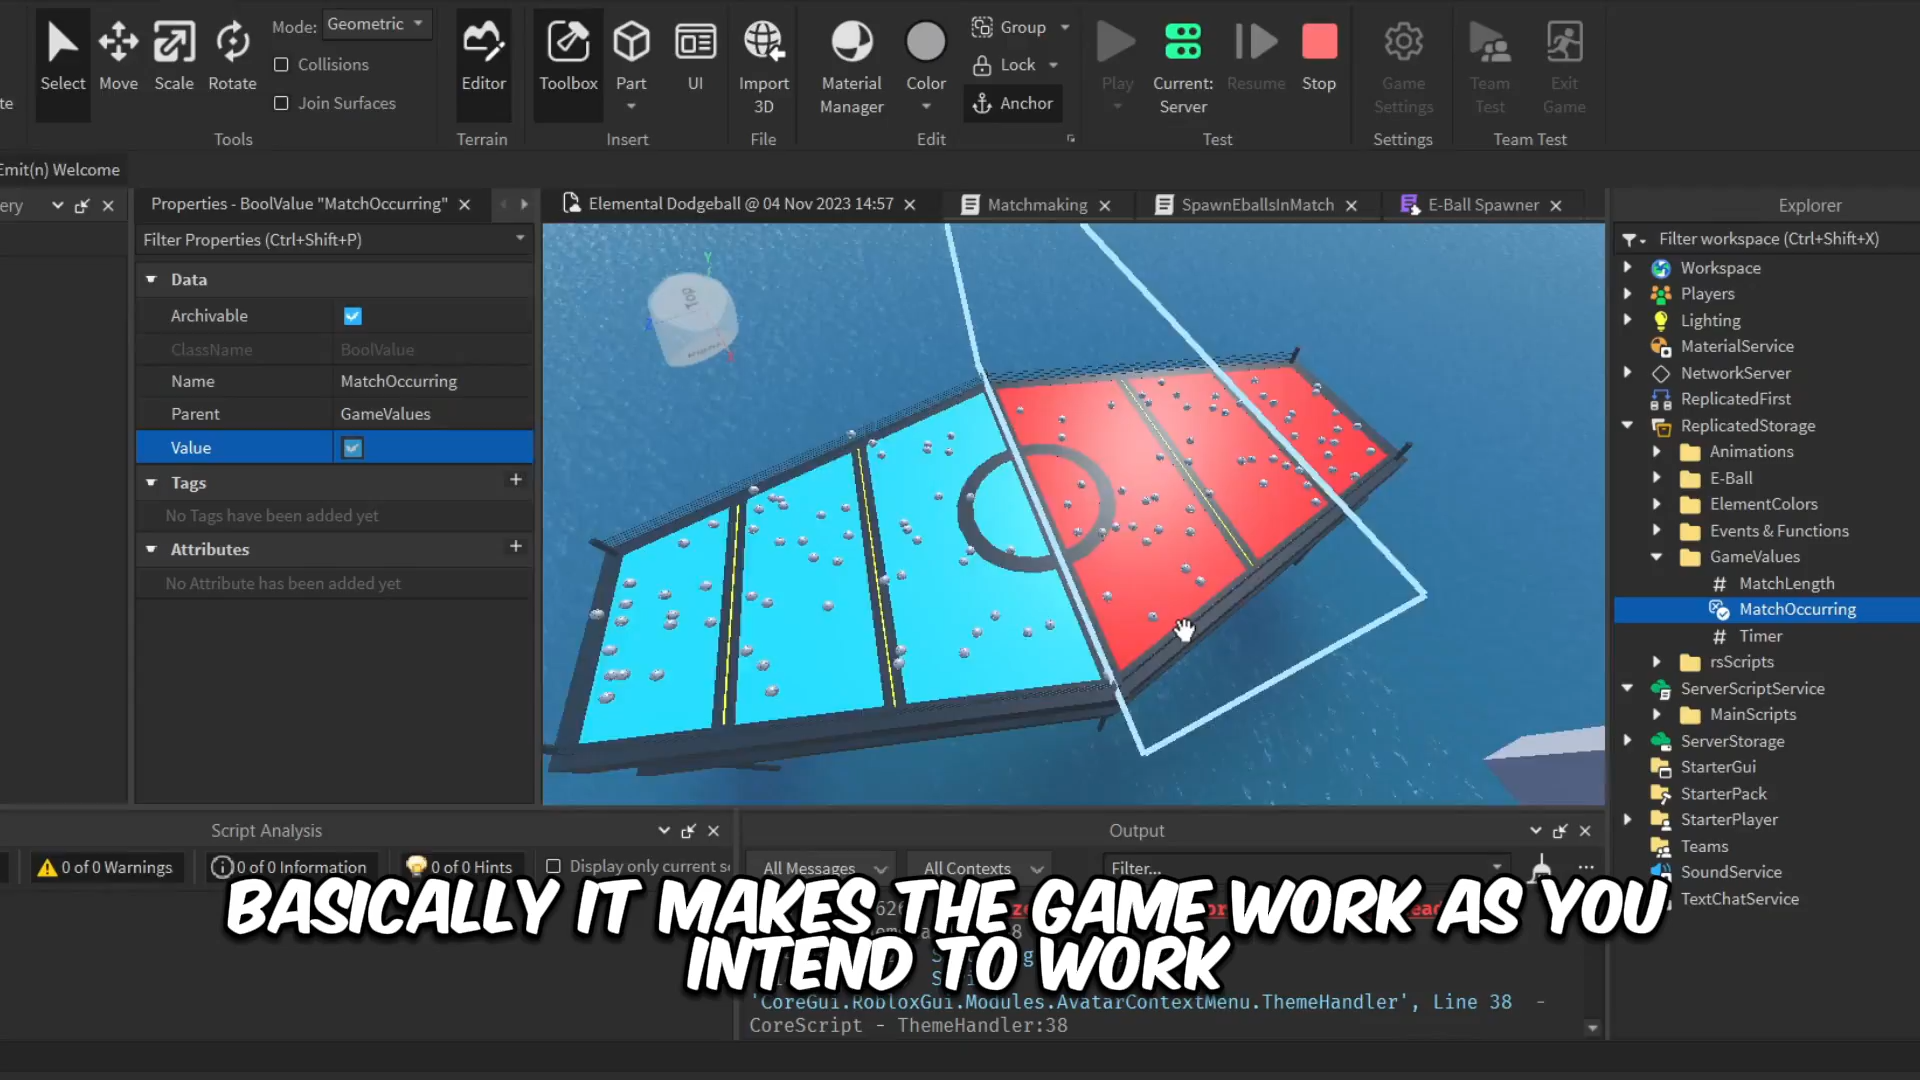 Mode: Geometric
Collisions
Join Surfaces
Select
Move
Scale
Rotate
Tools
Editor
Terrain
Toolbox
Part
UI
Insert
Import
3D
File
Material
Manager
Color
Group
Lock
Anchor
Edit
Play
Current:
Server
Resume
Stop
Test
Game
Settings
Settings
Team
Test
Exit
Game
Team Test
Emit(n) Welcome
Properties - BoolValue "MatchOccurring"
Filter Properties (Ctrl+Shift+P)
Data
Archivable
ClassName BoolValue
Name MatchOccurring
Parent GameValues
Value
Tags
No Tags have been added yet
Attributes
No Attribute has been added yet
Elemental Dodgeball @ 04 Nov 2023 14:57
Matchmaking
SpawnEballsInMatch
E-Ball Spawner
Y
Top
Z
Explorer
Filter workspace (Ctrl+Shift+X)
Workspace
Players
Lighting
MaterialService
NetworkServer
ReplicatedFirst
ReplicatedStorage
Animations
E-Ball
ElementColors
Events & Functions
GameValues
MatchLength
MatchOccurring
Timer
rsScripts
ServerScriptService
MainScripts
ServerStorage
StarterGui
StarterPack
StarterPlayer
Teams
SoundService
TextChatService
Script Analysis
0 of 0 Warnings
0 of 0 Information
0 of 0 Hints
Display only current s
Output
All Messages
All Contexts
Filter...
BASICALLY IT MAKES THE GAME WORK AS YOU
INTEND TO WORK
'CoreGui.RobloxGui.Modules.AvatarContextMenu.ThemeHandler', Line 38 -
CoreScript - ThemeHandler:38